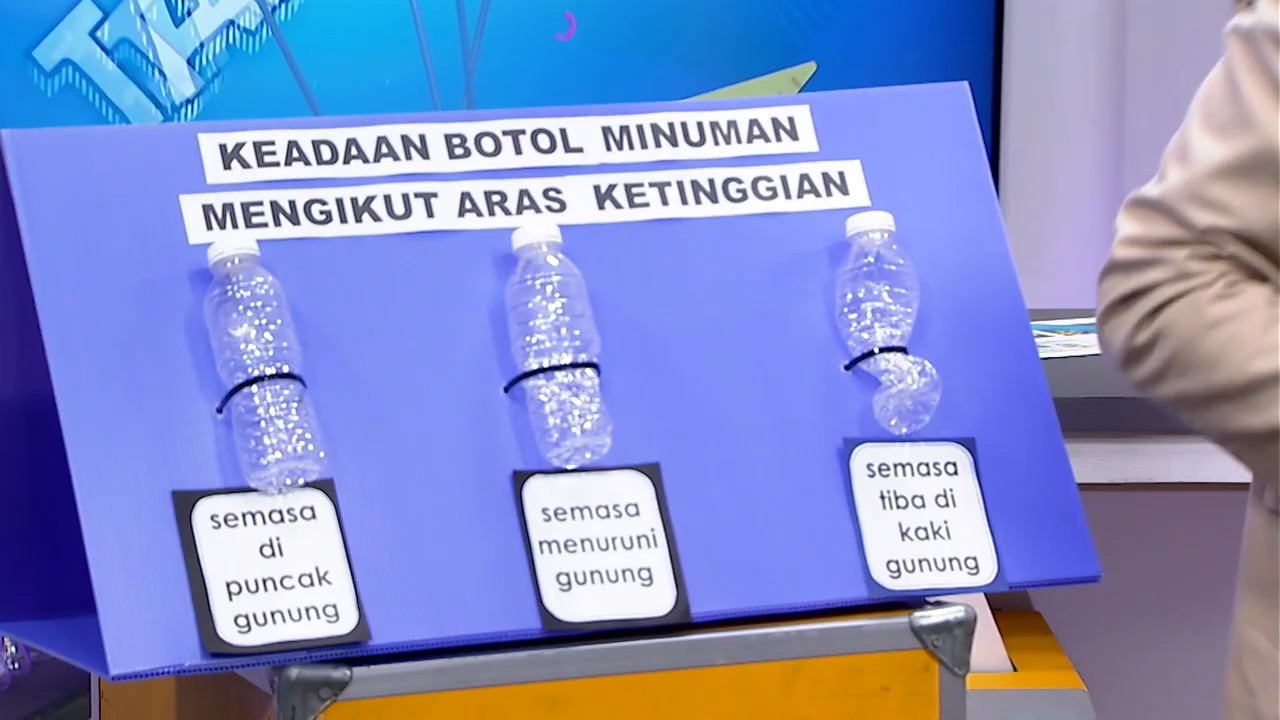 KEADAAN BOTOL MINUMAN
MENGIKUT ARAS KETINGGIAN
semasa
di
puncak
gunung
semasa
menuruni
gunung
semasa
tiba di
kaki
gunung